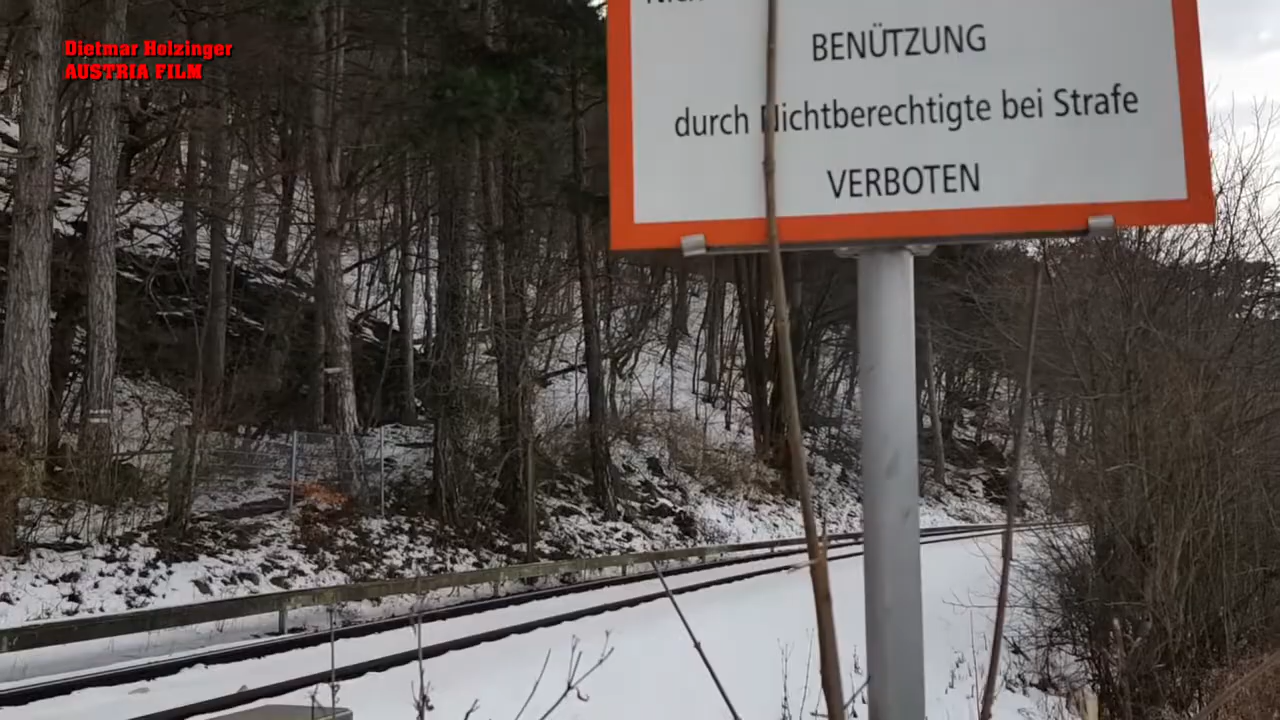 Dietmar Holzinger
AUSTRIA FILM
BENÜTZUNG
durch Nichtberechtigte bei Strafe
VERBOTEN